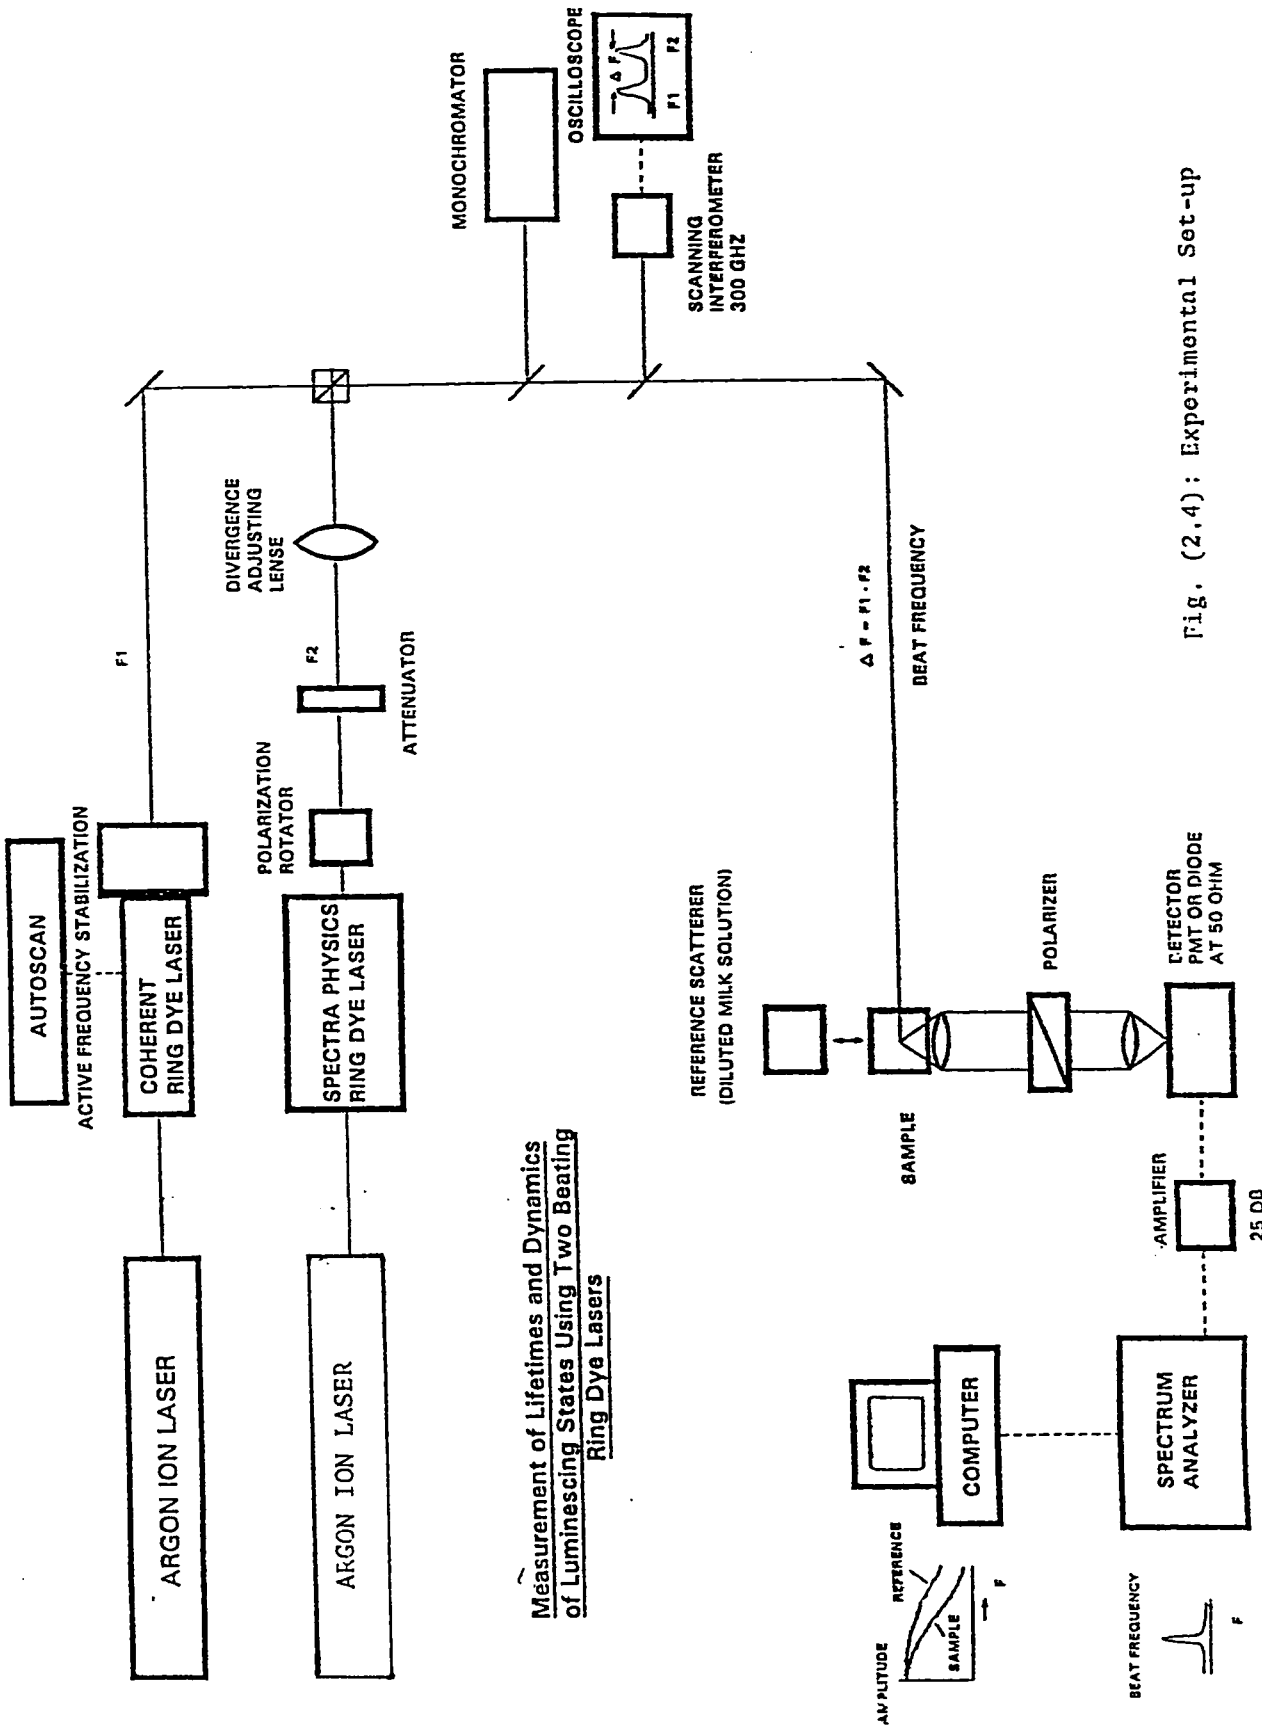 AUTOSCAN
ACTIVE FREQUENCY STABILIZATION
ARGON ION LASER
COHERENT
RING DYE LASER
F1
ARGON ION LASER
SPECTRA PHYSICS
RING DYE LASER
POLARIZATION
ROTATOR
ATTENUATOR
F2
DIVERGENCE
ADJUSTING
LENSE
MONOCHROMATOR
OSCILLOSCOPE
Δ F
F1 F2
SCANNING
INTERFEROMETER
300 GHZ
Measurement of Lifetimes and Dynamics
of Luminescing States Using Two Beating
Ring Dye Lasers
Δ F = F1 - F2
BEAT FREQUENCY
REFERENCE SCATTERER
(DILUTED MILK SOLUTION)
SAMPLE
POLARIZER
DETECTOR
PMT OR DIODE
AT 50 OHM
AMPLIFIER
25 DB
SPECTRUM
ANALYZER
COMPUTER
AMPLITUDE
REFERENCE
SAMPLE
F
BEAT FREQUENCY
F
Fig. (2.4): Experimental Set-up